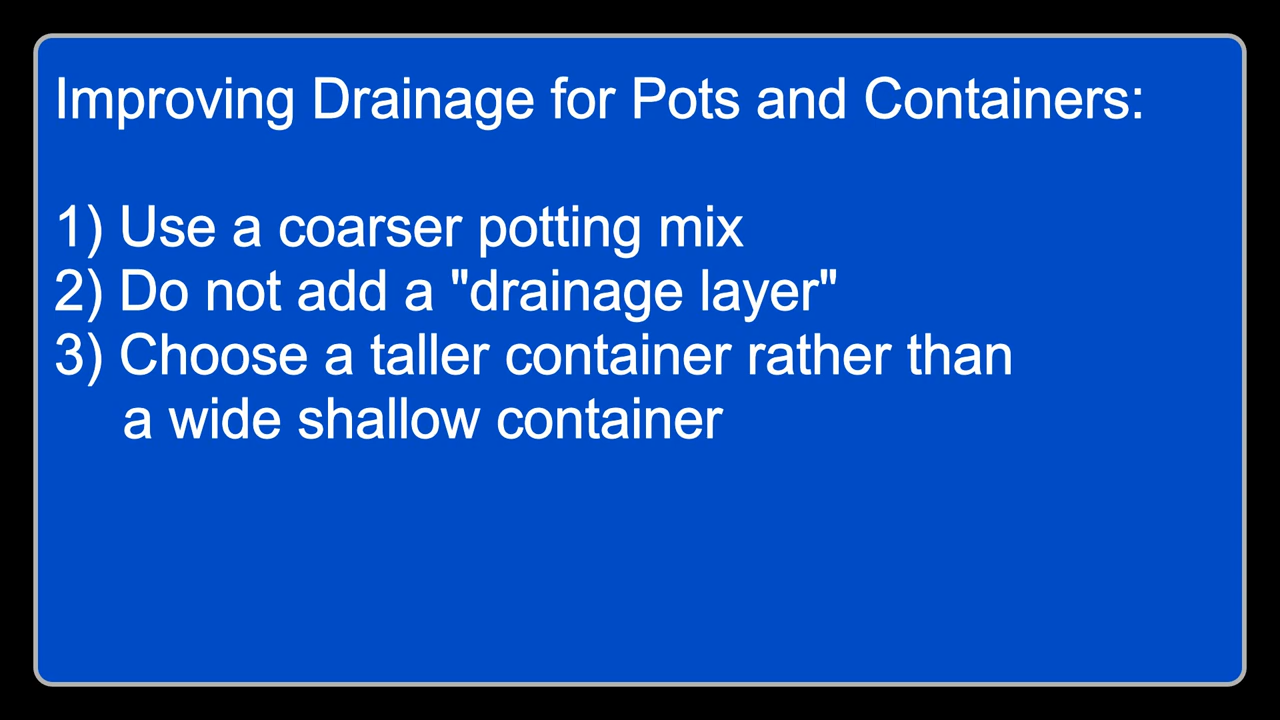 Improving Drainage for Pots and Containers:
1) Use a coarser potting mix
2) Do not add a "drainage layer"
3) Choose a taller container rather than
a wide shallow container